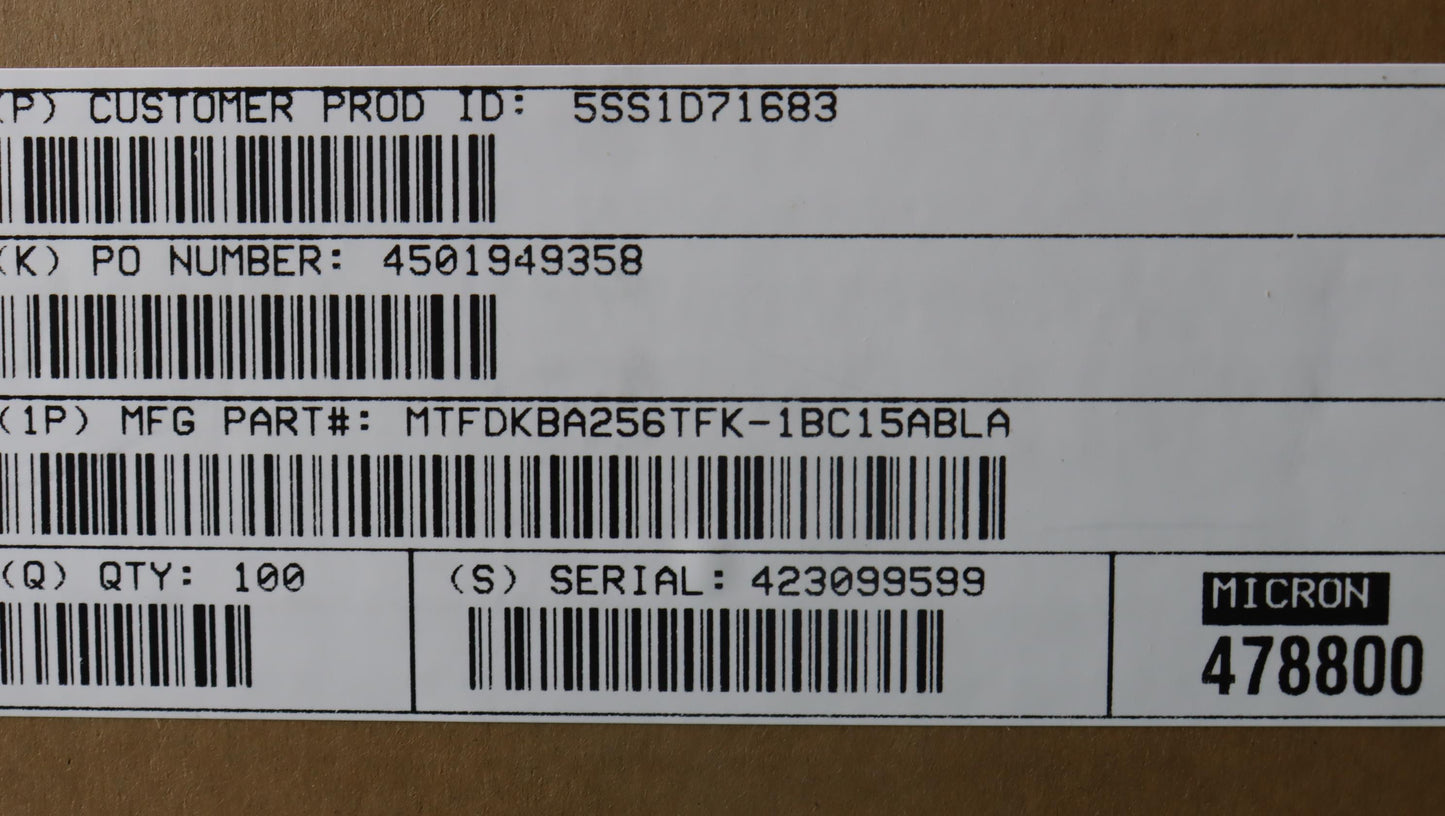 (P) CUSTOMER PROD ID: 5SS1D71683
(K) PO NUMBER: 4501949358
(1P) MFG PART#: MTFDKBA256TFK-1BC15ABLA
(Q) QTY: 100
(S) SERIAL: 423099599
MICRON
478800